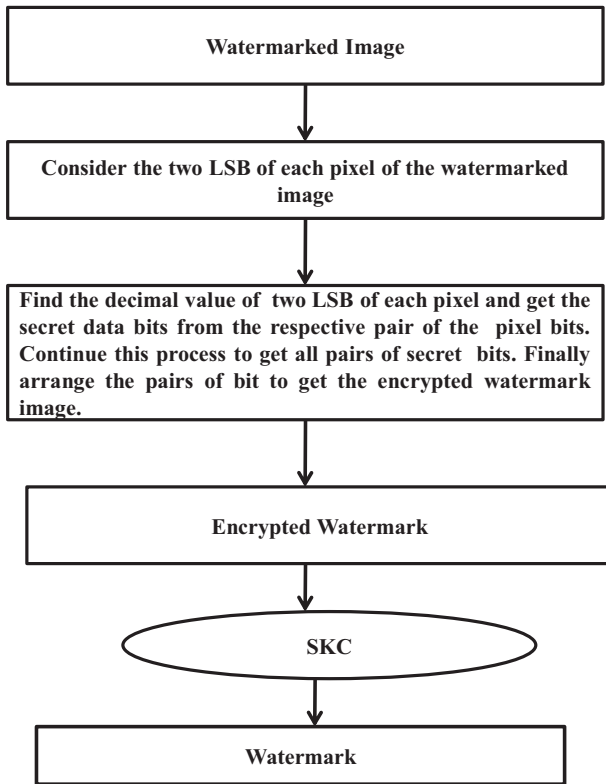 Watermarked Image
Consider the two LSB of each pixel of the watermarked
image
Find the decimal value of two LSB of each pixel and get the
secret data bits from the respective pair of the pixel bits.
Continue this process to get all pairs of secret bits. Finally
arrange the pairs of bit to get the encrypted watermark
image.
Encrypted Watermark
SKC
Watermark